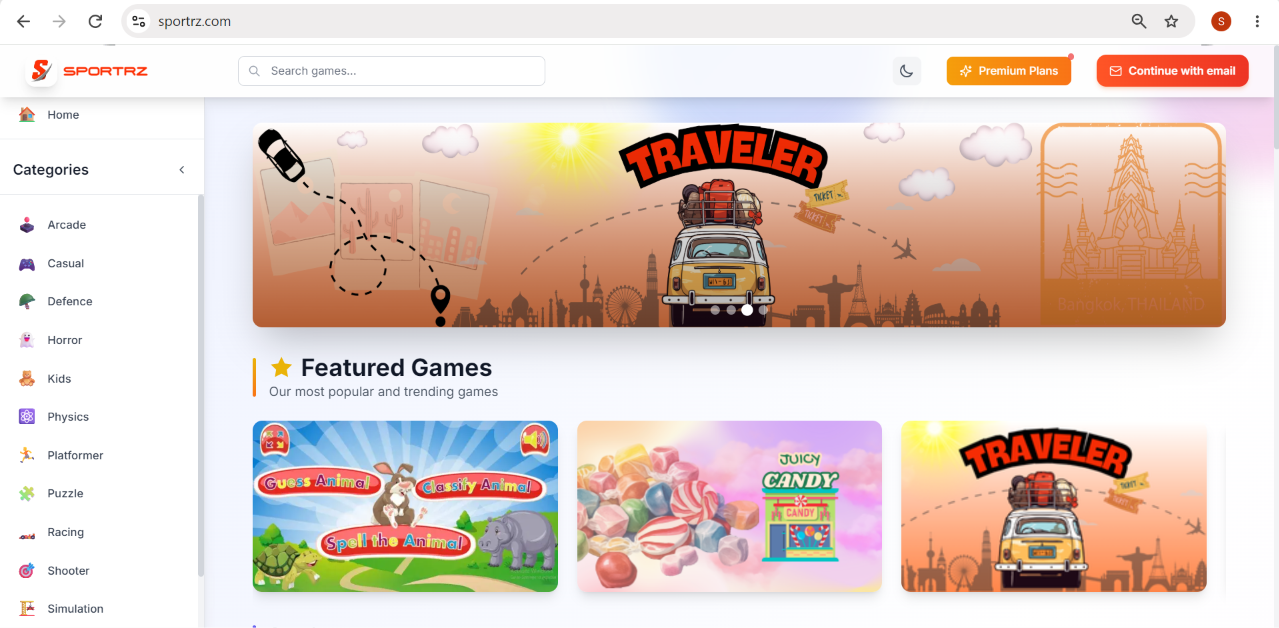 sportrz.com
S
SPORTRZ
Search games...
Premium Plans
Continue with email
Home
Categories
Arcade
Casual
Defence
Horror
Kids
Physics
Platformer
Puzzle
Racing
Shooter
Simulation
TRAVELER
TICKET
TICKET
Bangkok THAILAND
Featured Games
Our most popular and trending games
Guess Animal
Classify Animal
Spell the Animal
JUICY
CANDY
CANDY
TRAVELER
TICKET